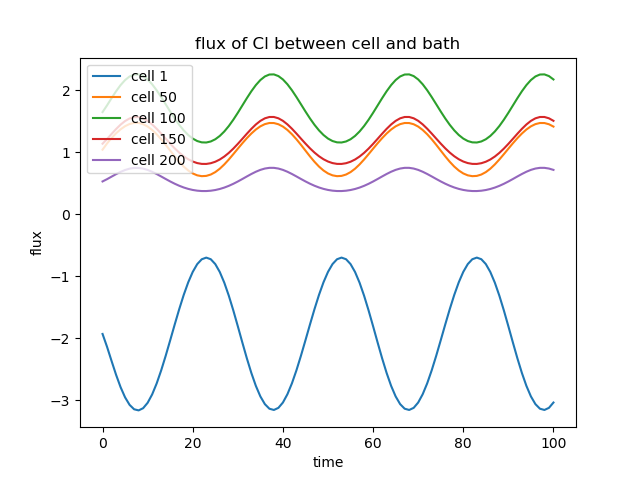 flux of Cl between cell and bath
cell 1
cell 50
cell 100
cell 150
cell 200
2
1
0
−1
−2
−3
flux
0 20 40 60 80 100
time